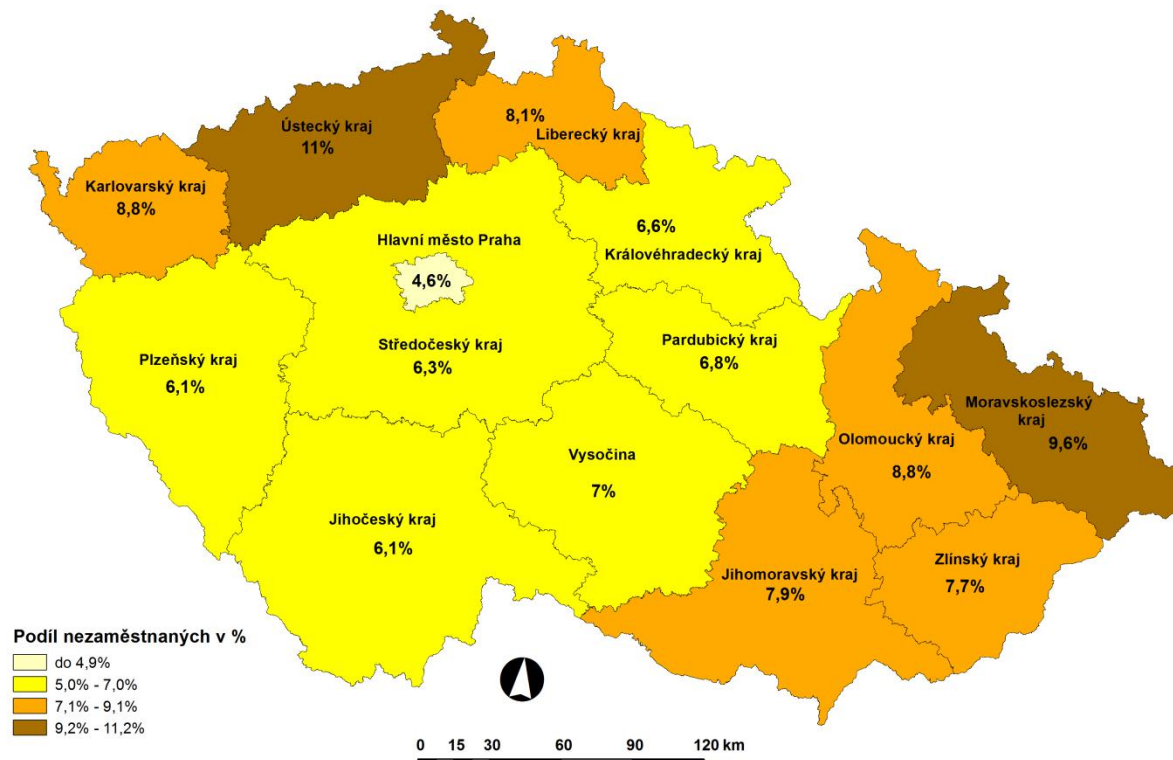 8,1%
Liberecký kraj
Ústecký kraj
11%
Karlovarský kraj
8,8%
6,6%
Královéhradecký kraj
Hlavní město Praha
4,6%
Středočeský kraj
6,3%
Plzeňský kraj
6,1%
Pardubický kraj
6,8%
Moravskoslezský
kraj
9,6%
Olomoucký kraj
8,8%
Vysočina
7%
Jihočeský kraj
6,1%
Jihomoravský kraj
7,9%
Zlínský kraj
7,7%
Podíl nezaměstnaných v %
do 4,9%
5,0% - 7,0%
7,1% - 9,1%
9,2% - 11,2%
0 15 30 60 90 120 km